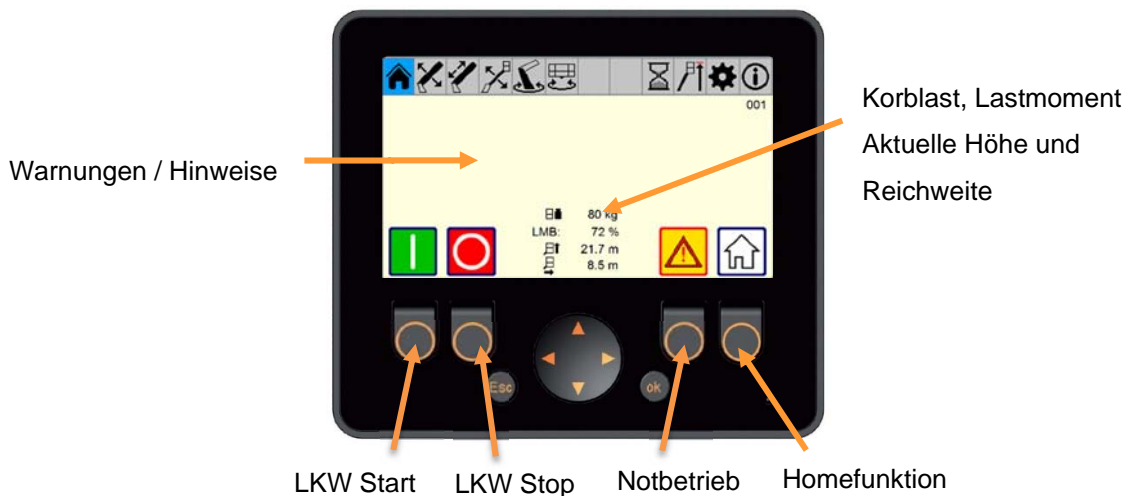 001
Korblast, Lastmoment
Aktuelle Höhe und
Reichweite
Warnungen / Hinweise
80 kg
LMB: 72 %
21.7 m
8.5 m
Esc
ok
LKW Start
LKW Stop
Notbetrieb
Homefunktion